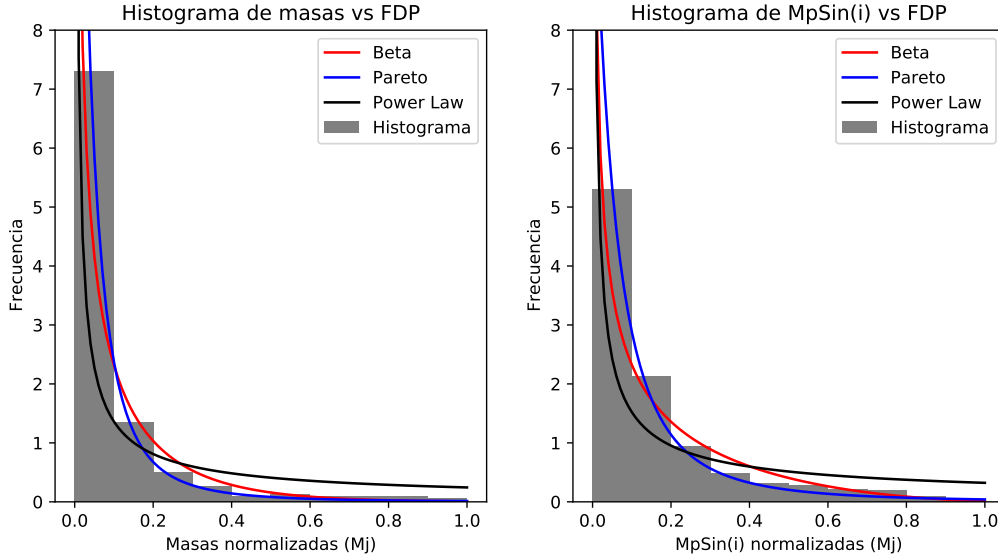 Histograma de masas vs FDP
8
7
6
5
4
3
2
1
0
Frecuencia
Beta
Pareto
Power Law
Histograma
0.0 0.2 0.4 0.6 0.8 1.0
Masas normalizadas (Mj)
Histograma de MpSin(i) vs FDP
8
7
6
5
4
3
2
1
0
Frecuencia
Beta
Pareto
Power Law
Histograma
0.0 0.2 0.4 0.6 0.8 1.0
MpSin(i) normalizadas (Mj)